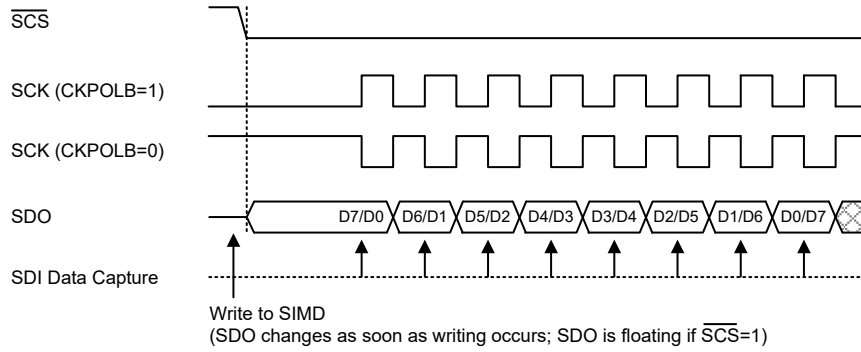 S̅C̅S̅
SCK (CKPOLB=1)
SCK (CKPOLB=0)
SDO D7/D0 D6/D1 D5/D2 D4/D3 D3/D4 D2/D5 D1/D6 D0/D7
SDI Data Capture
Write to SIMD
(SDO changes as soon as writing occurs; SDO is floating if S̅C̅S̅=1)